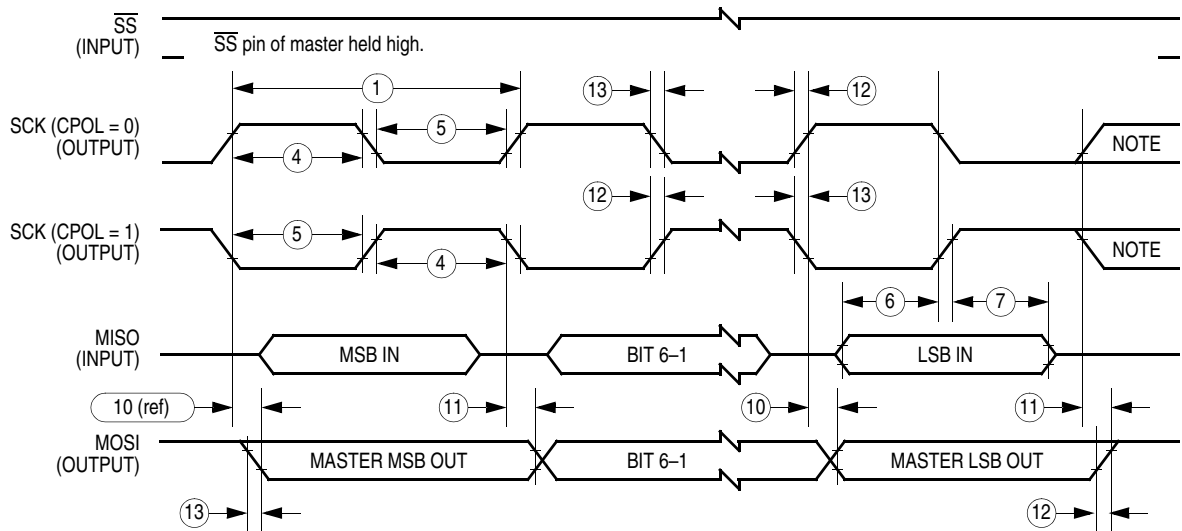 SS
(INPUT)
SS pin of master held high.
1
13
12
SCK (CPOL = 0)
(OUTPUT)
5
4
NOTE
12
13
SCK (CPOL = 1)
(OUTPUT)
5
4
NOTE
6
7
MISO
(INPUT)
MSB IN
BIT 6–1
LSB IN
10 (ref)
11
10
11
MOSI
(OUTPUT)
MASTER MSB OUT
BIT 6–1
MASTER LSB OUT
13
12